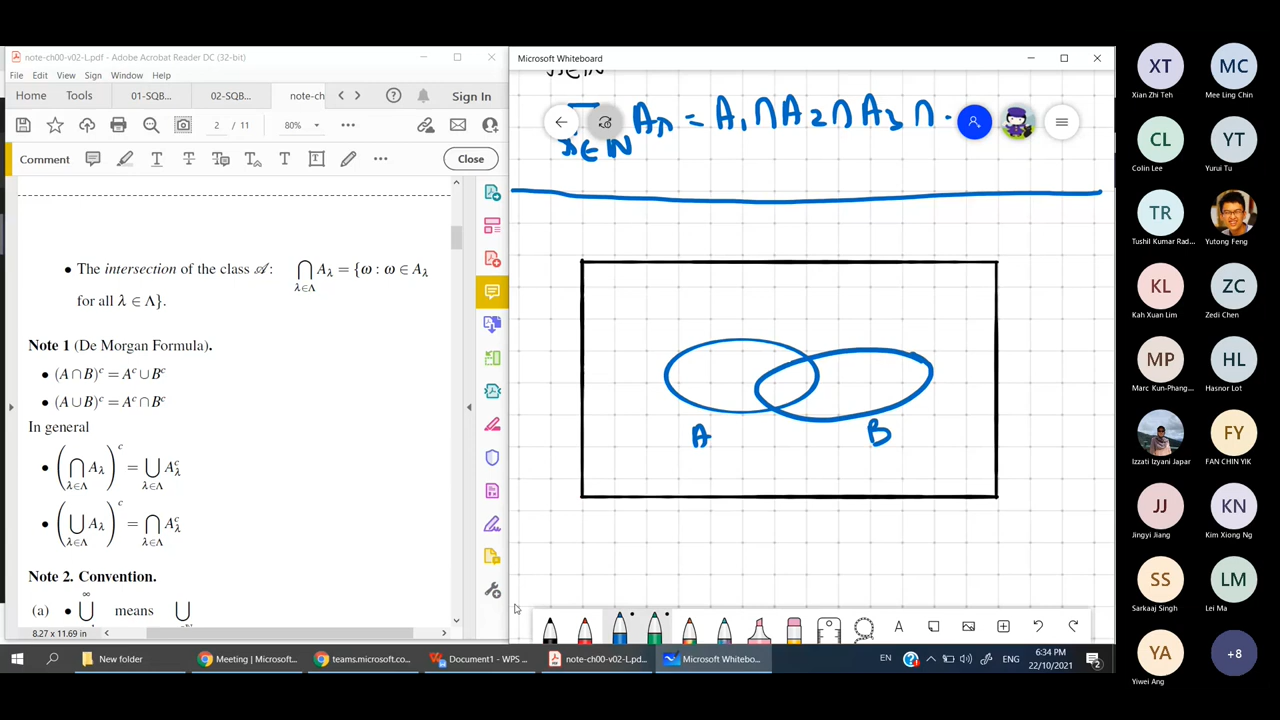 note-ch00-v02-L.pdf - Adobe Acrobat Reader DC (32-bit)
File Edit View Sign Window Help
Home Tools 01-SQB... 02-SQB... note-ch Sign In
2 / 11 80%
Comment Close
• The intersection of the class 𝒜 : ⋂_{λ∈Λ} A_λ = {ω : ω ∈ A_λ
for all λ ∈ Λ}.
Note 1 (De Morgan Formula).
• (A ∩ B)^c = A^c ∪ B^c
• (A ∪ B)^c = A^c ∩ B^c
In general
• (⋂_{λ∈Λ} A_λ)^c = ⋃_{λ∈Λ} A_λ^c
• (⋃_{λ∈Λ} A_λ)^c = ⋂_{λ∈Λ} A_λ^c
Note 2. Convention.
(a) • ⋃^∞ means ⋃
8.27 x 11.69 in
Microsoft Whiteboard
A_n = A_1 ∩ A_2 ∩ A_3 ∩ ·
n ∈ ℕ
A
B
XT
Xian Zhi Teh
MC
Mee Ling Chin
CL
Colin Lee
YT
Yurui Tu
TR
Tushil Kumar Rad...
Yutong Feng
KL
Kah Xuan Lim
ZC
Zedi Chen
MP
Marc Kun-Phang...
HL
Hasnor Lot
Izzati Izyani Japar
FY
FAN CHIN YIK
JJ
Jingyi Jiang
KN
Kim Xiong Ng
SS
Sarkaaj Singh
LM
Lei Ma
YA
Yiwei Ang
+8
New folder Meeting | Microsoft... teams.microsoft.co... Document1 - WPS ... note-ch00-v02-L.pd... Microsoft Whitebo...
EN ENG 6:34 PM
22/10/2021
2